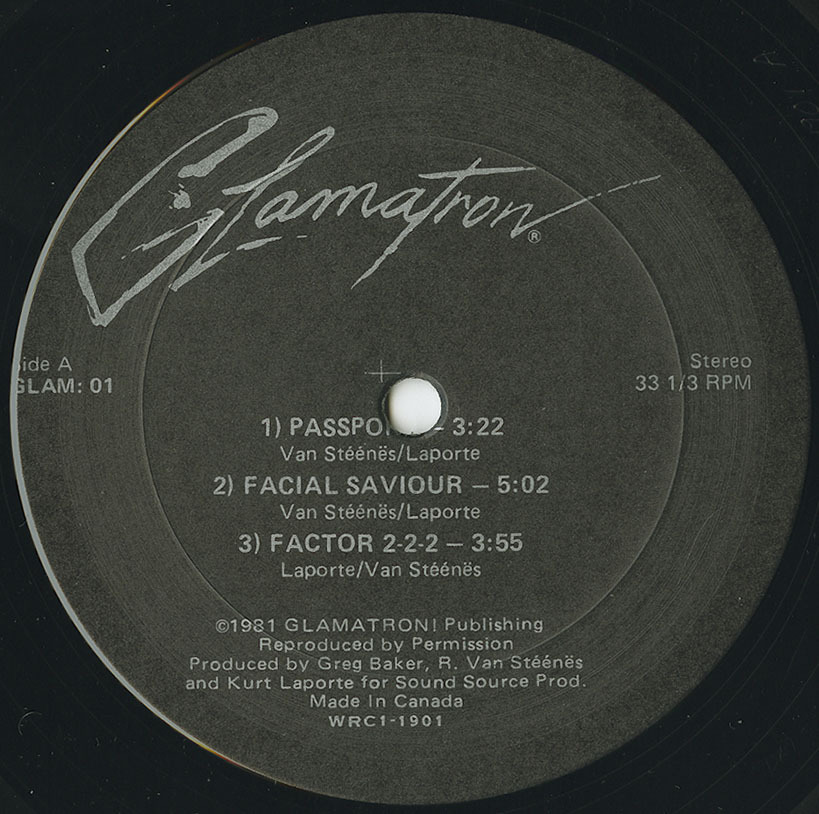 Glamatron®
Side A
GLAM: 01
Stereo
33 1/3 RPM
1) PASSPORT – 3:22
Van Stéénës/Laporte
2) FACIAL SAVIOUR – 5:02
Van Stéénës/Laporte
3) FACTOR 2-2-2 – 3:55
Laporte/Van Stéénës
©1981 GLAMATRON! Publishing
Reproduced by Permission
Produced by Greg Baker, R. Van Stéénës
and Kurt Laporte for Sound Source Prod.
Made In Canada
WRC1-1901